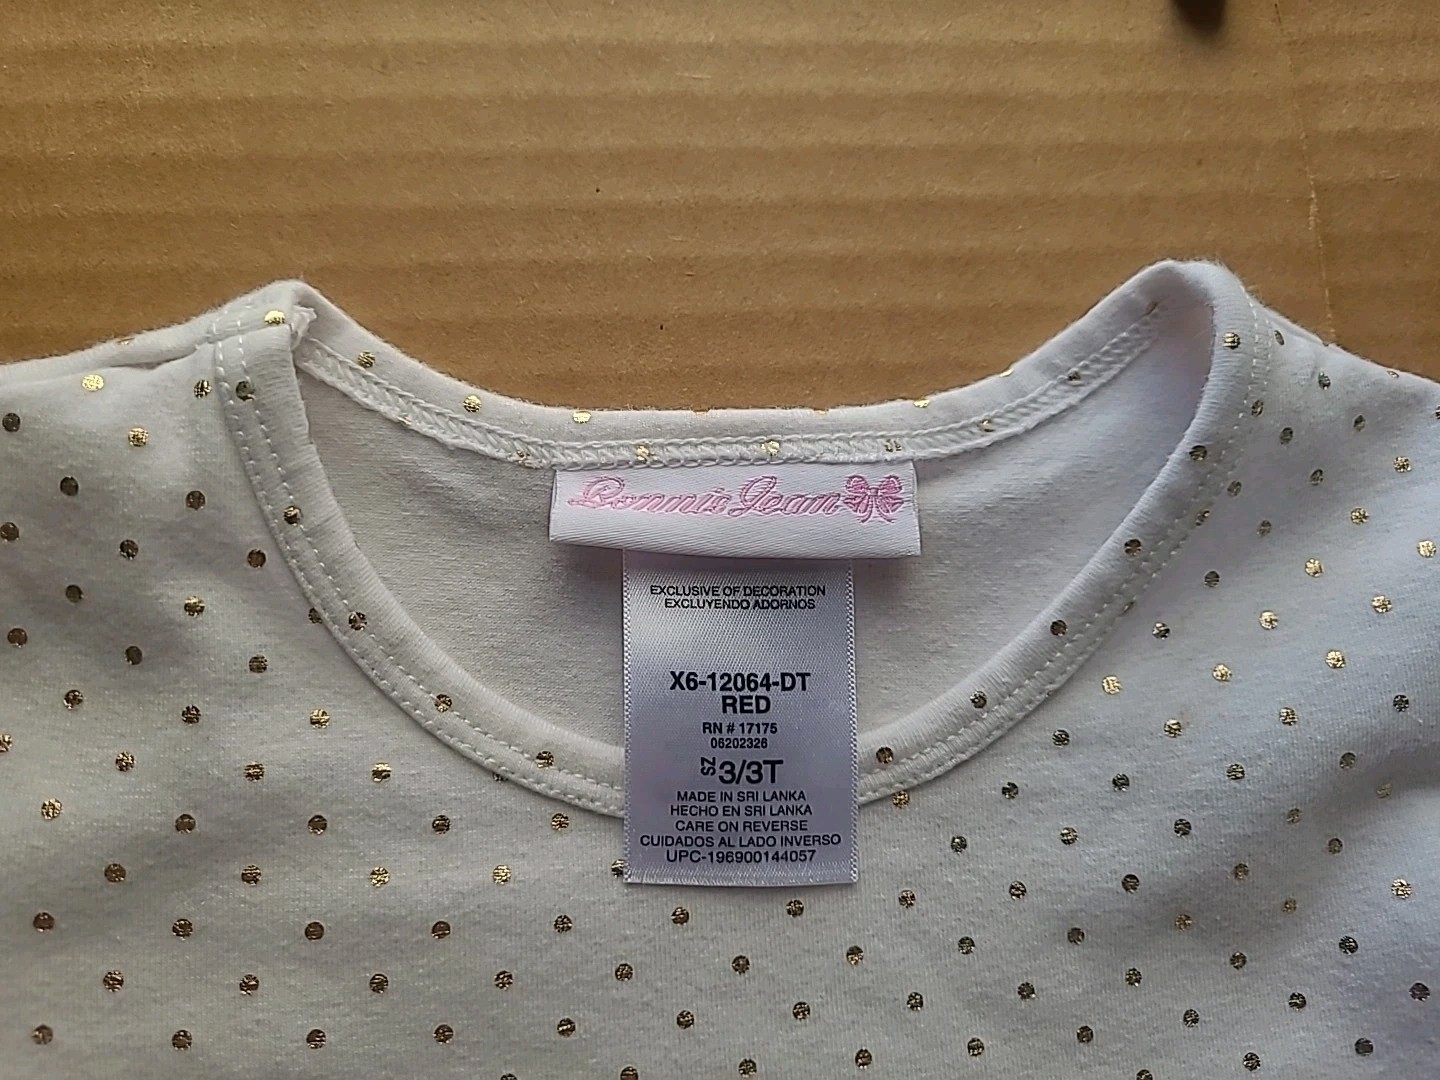 Bonnie Jean
EXCLUSIVE OF DECORATION
EXCLUYENDO ADORNOS
X6-12064-DT
RED
RN # 17175
06202326
SZ 3/3T
MADE IN SRI LANKA
HECHO EN SRI LANKA
CARE ON REVERSE
CUIDADOS AL LADO INVERSO
UPC-196900144057